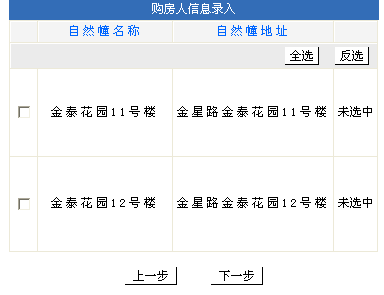 购房人信息录入
自然幢名称 自然幢地址
全选 反选
金泰花园11号楼 金星路金泰花园11号楼 未选中
金泰花园12号楼 金星路金泰花园12号楼 未选中
上一步 下一步